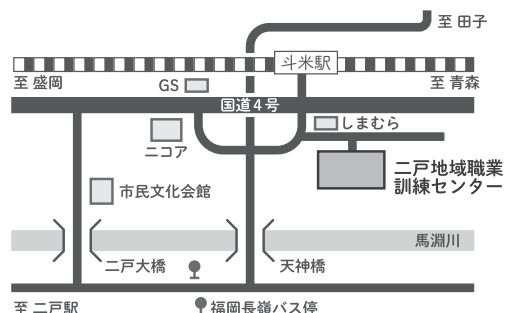 至 田子
斗米駅
至 盛岡
至 青森
GS
国道4号
しまむら
ニコア
二戸地域職業
訓練センター
市民文化会館
馬淵川
二戸大橋
天神橋
至 二戸駅
福岡長嶺バス停